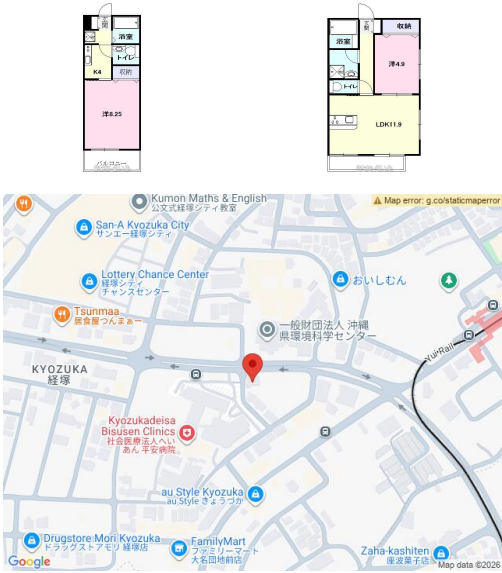 玄関
浴室
トイレ
K4
収納
洋8.25
バルコニー
玄関
収納
浴室
洋4.9
トイレ
LDK11.9
Kumon Maths & English
公文式経塚シティ教室
Map error: g.co/staticmaperror
San-A Kyozuka City
サンエー経塚シティ
Lottery Chance Center
経塚シティ
チャンスセンター
おいしむん
Tsunmaa
居食屋つんまぁー
一般財団法人 沖縄
県環境科学センター
Yui Rail
KYOZUKA
経塚
Kyozukadeisa
Bisusen Clinics
社会医療法人へい
あん 平安病院
au Style Kyozuka
au Style きょうづか
Drugstore Mori Kyozuka
ドラッグストアモリ 経塚店
FamilyMart
ファミリーマート
大名団地前店
Zaha-kashiten
座波菓子店
Google
Map data ©2026